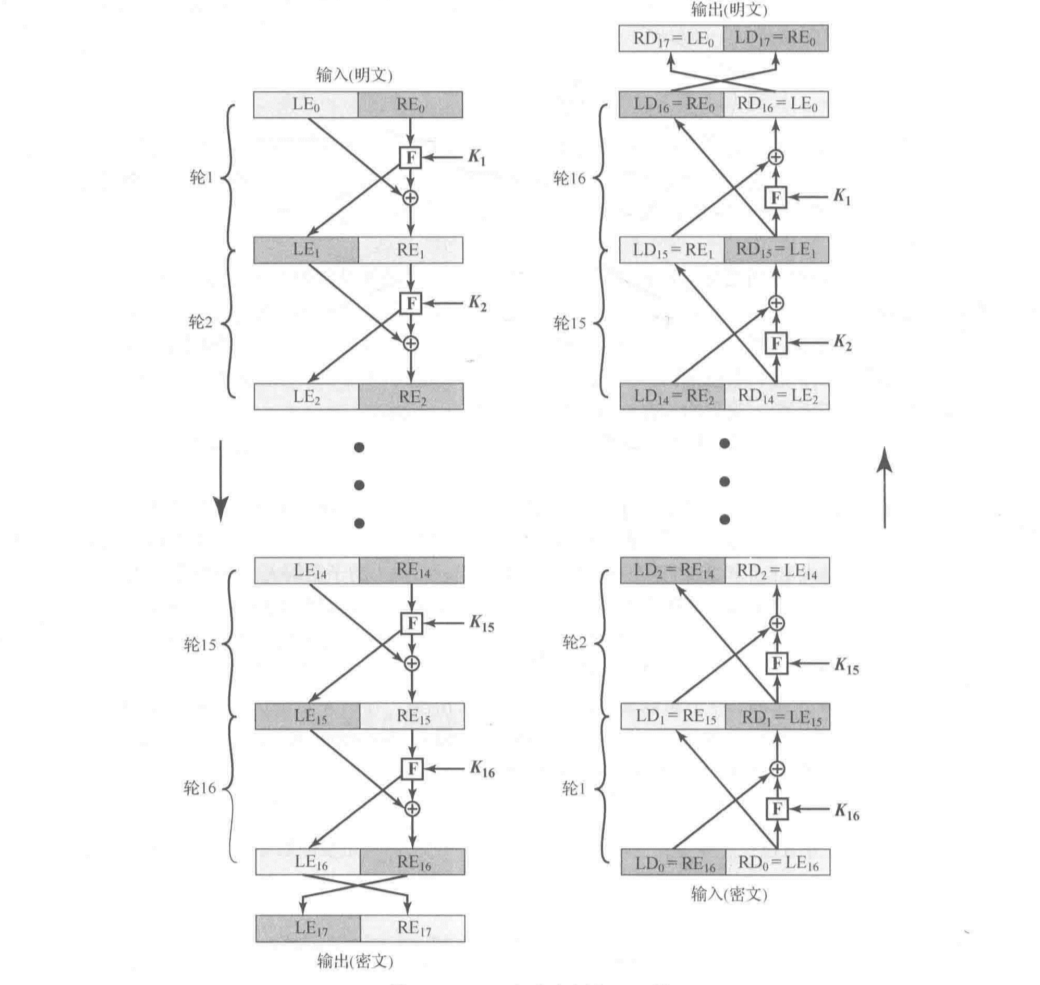 输入(明文)
LE₀ RE₀
F K₁
轮1
LE₁ RE₁
F K₂
轮2
LE₂ RE₂
LE₁₄ RE₁₄
F K₁₅
轮15
LE₁₅ RE₁₅
F K₁₆
轮16
LE₁₆ RE₁₆
LE₁₇ RE₁₇
输出(密文)
输出(明文)
RD₁₇=LE₀ LD₁₇=RE₀
LD₁₆=RE₀ RD₁₆=LE₀
轮16
F K₁
LD₁₅=RE₁ RD₁₅=LE₁
轮15
F K₂
LD₁₄=RE₂ RD₁₄=LE₂
LD₂=RE₁₄ RD₂=LE₁₄
轮2
F K₁₅
LD₁=RE₁₅ RD₁=LE₁₅
轮1
F K₁₆
LD₀=RE₁₆ RD₀=LE₁₆
输入(密文)